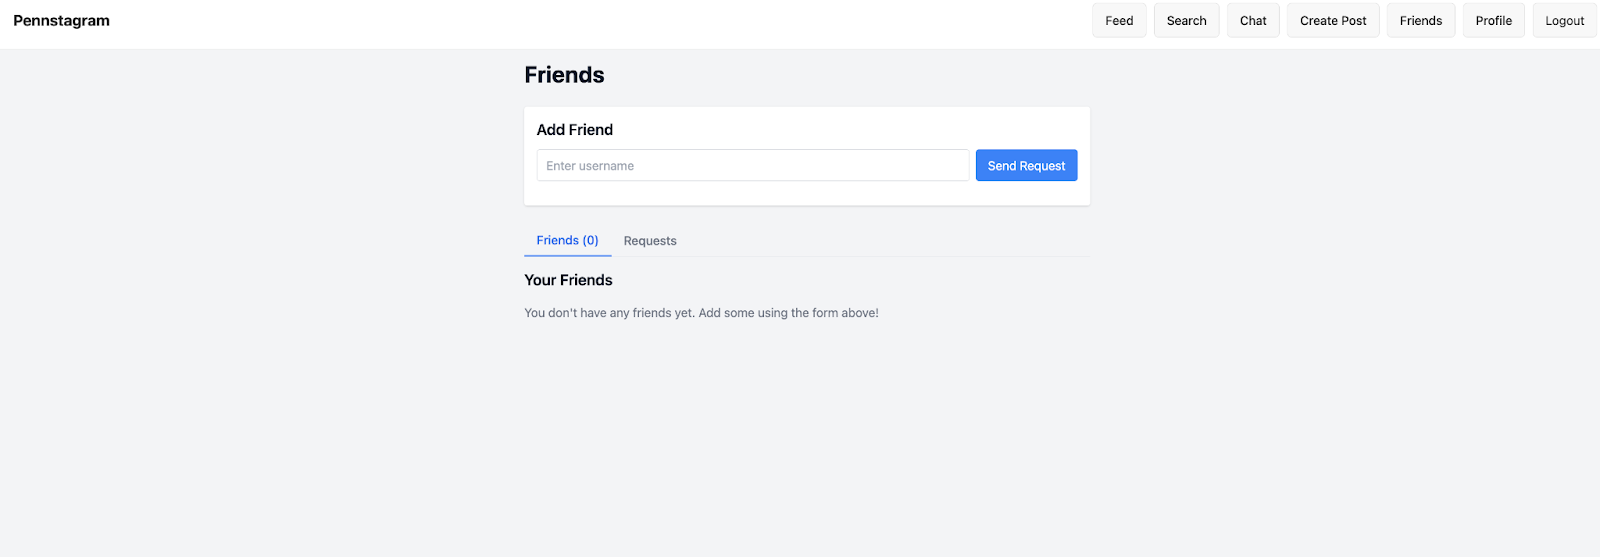 Pennstagram Feed Search Chat Create Post Friends Profile Logout
Friends
Add Friend
Enter username Send Request
Friends (0) Requests
Your Friends
You don't have any friends yet. Add some using the form above!